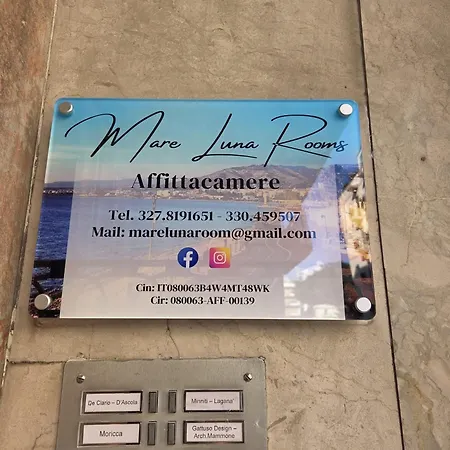 Mare Luna Rooms
Affittacamere
Tel. 327.8191651 - 330.459507
Mail: marelunaroom@gmail.com
Cin: IT080063B4W4MT48WK
Cir: 080063-AFF-00139
De Clario - D'Ascola
Minniti - Laganà
Moricca
Gattuso Design -
Arch.Mammone